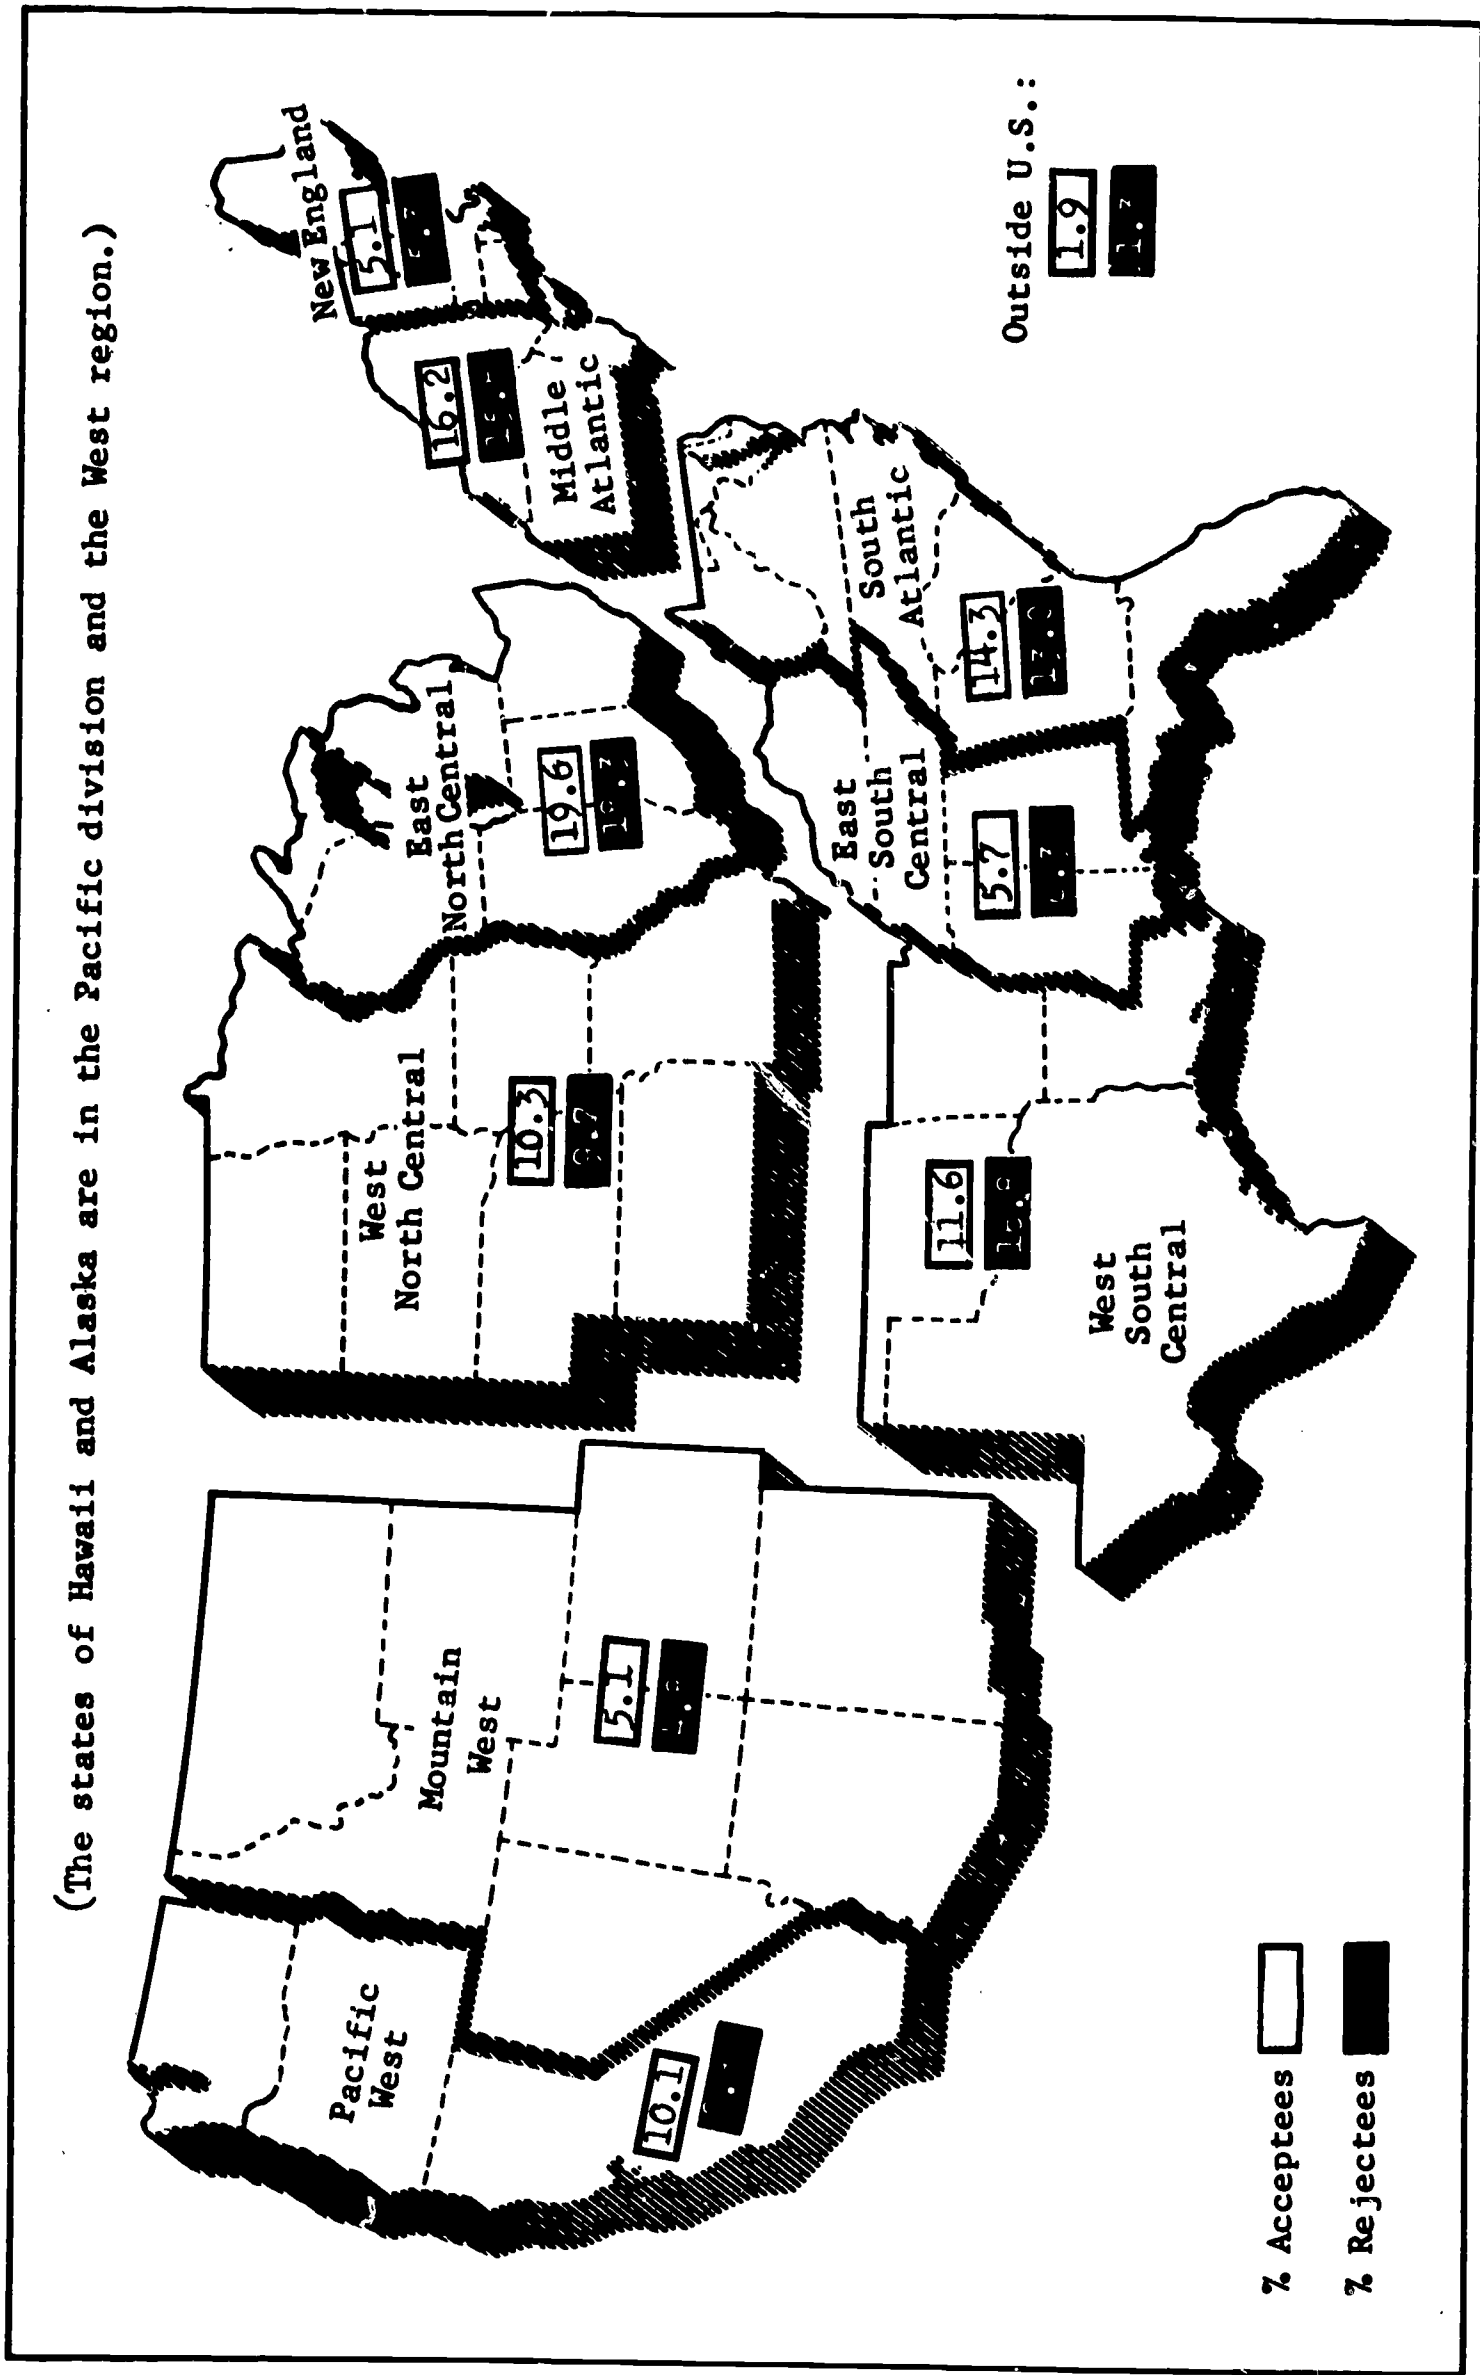 (The states of Hawaii and Alaska are in the Pacific division and the West region.)
New England
5.1
16.2
Middle
Atlantic
East
North Central
19.6
West
North Central
10.3
Mountain
West
5.1
Pacific
West
10.1
South
Atlantic
14.3
East
South
Central
5.7
11.6
West
South
Central
Outside U.S.:
1.9
% Acceptees
% Rejectees